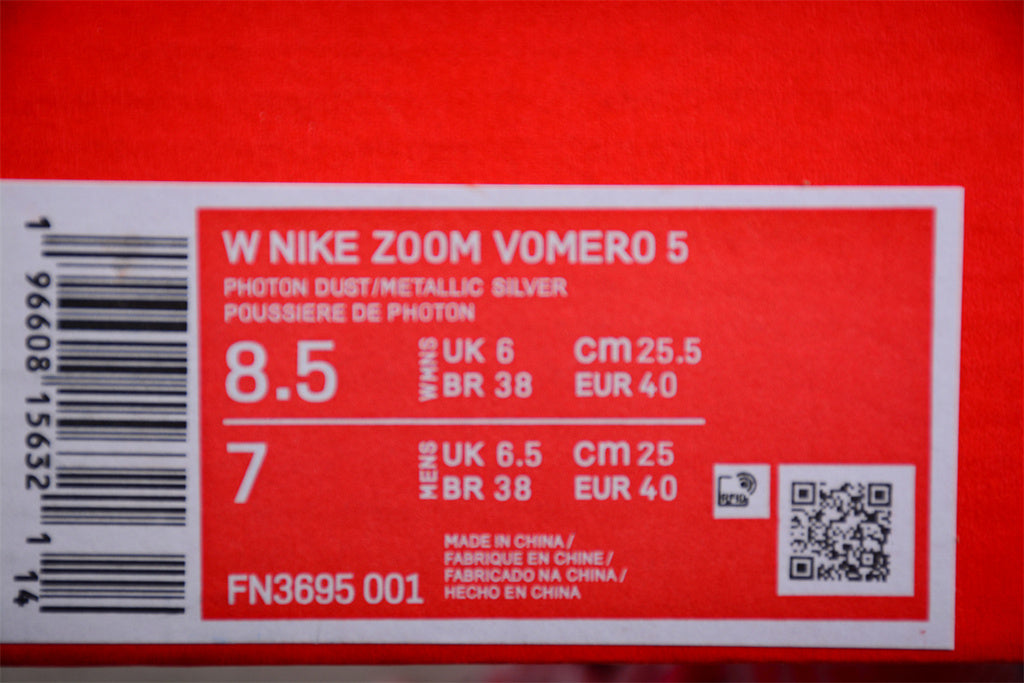 W NIKE ZOOM VOMERO 5
PHOTON DUST/METALLIC SILVER
POUSSIERE DE PHOTON
8.5 WMNS UK 6 cm 25.5
BR 38 EUR 40
7 MENS UK 6.5 cm 25
BR 38 EUR 40
MADE IN CHINA /
FABRIQUE EN CHINE /
FABRICADO NA CHINA /
HECHO EN CHINA
FN3695 001
RFID
1 96608 15632 1 14